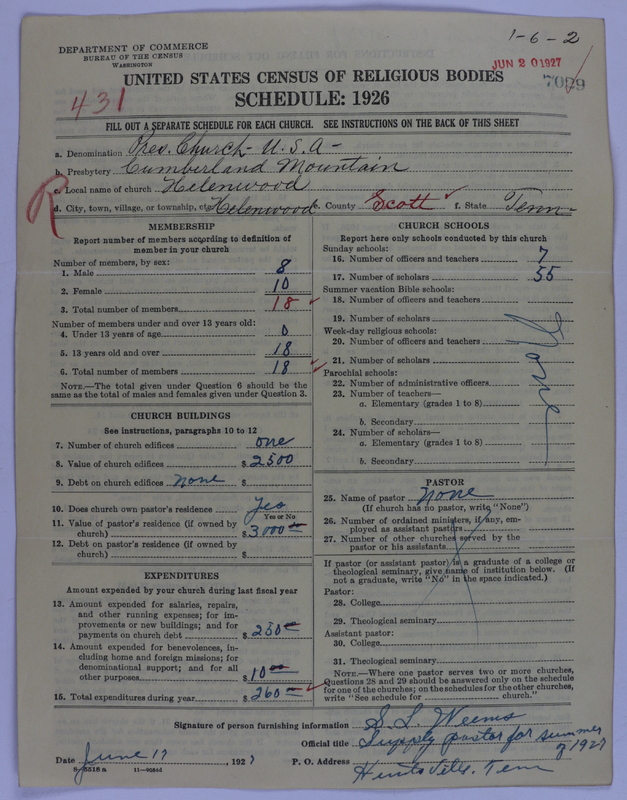 1-6-2
DEPARTMENT OF COMMERCE
BUREAU OF THE CENSUS
WASHINGTON
JUN 20 1927
7029
UNITED STATES CENSUS OF RELIGIOUS BODIES
431
SCHEDULE: 1926
FILL OUT A SEPARATE SCHEDULE FOR EACH CHURCH. SEE INSTRUCTIONS ON THE BACK OF THIS SHEET
a. Denomination Pres. Church - U.S.A -
b. Presbytery Cumberland Mountain
c. Local name of church Helenwood
R
d. City, town, village, or township, etc. Helenwood e. County Scott f. State Tenn-
MEMBERSHIP
Report number of members according to definition of
member in your church
Number of members, by sex:
1. Male 8
2. Female 10
3. Total number of members 18
Number of members under and over 13 years old:
4. Under 13 years of age 0
5. 13 years old and over 18
6. Total number of members 18
NOTE.—The total given under Question 6 should be the
same as the total of males and females given under Question 3.
CHURCH BUILDINGS
See instructions, paragraphs 10 to 12
7. Number of church edifices one
8. Value of church edifices $ 2500
9. Debt on church edifices none $
10. Does church own pastor's residence Yes
Yes or No
11. Value of pastor's residence (if owned by
church) $ 3000 00
12. Debt on pastor's residence (if owned by
church) $
EXPENDITURES
Amount expended by your church during last fiscal year
13. Amount expended for salaries, repairs,
and other running expenses; for im-
provements or new buildings; and for
payments on church debt $ 250 00
14. Amount expended for benevolences, in-
cluding home and foreign missions; for
denominational support; and for all
other purposes $ 10 00
15. Total expenditures during year $ 260 00
CHURCH SCHOOLS
Report here only schools conducted by this church
Sunday schools:
16. Number of officers and teachers 7
17. Number of scholars 55
Summer vacation Bible schools:
18. Number of officers and teachers
19. Number of scholars
Week-day religious schools:
20. Number of officers and teachers
21. Number of scholars
Parochial schools:
22. Number of administrative officers
23. Number of teachers—
a. Elementary (grades 1 to 8)
b. Secondary
24. Number of scholars—
a. Elementary (grades 1 to 8)
b. Secondary
None
PASTOR
25. Name of pastor None
(If church has no pastor, write "None")
26. Number of ordained ministers, if any, em-
ployed as assistant pastors
27. Number of other churches served by the
pastor or his assistants
If pastor (or assistant pastor) is a graduate of a college or
theological seminary, give name of institution below. (If
not a graduate, write "No" in the space indicated.)
Pastor:
28. College
29. Theological seminary
Assistant pastor:
30. College
31. Theological seminary
NOTE.—Where one pastor serves two or more churches,
Questions 28 and 29 should be answered only on the schedule
for one of the churches; on the schedules for the other churches,
write "See schedule for church."
Signature of person furnishing information S. L. Weems
Official title Supply pastor for summer
of 1927
Date June 17, 1927 P. O. Address Huntsville, Tenn
8-5518 a 11-9084d